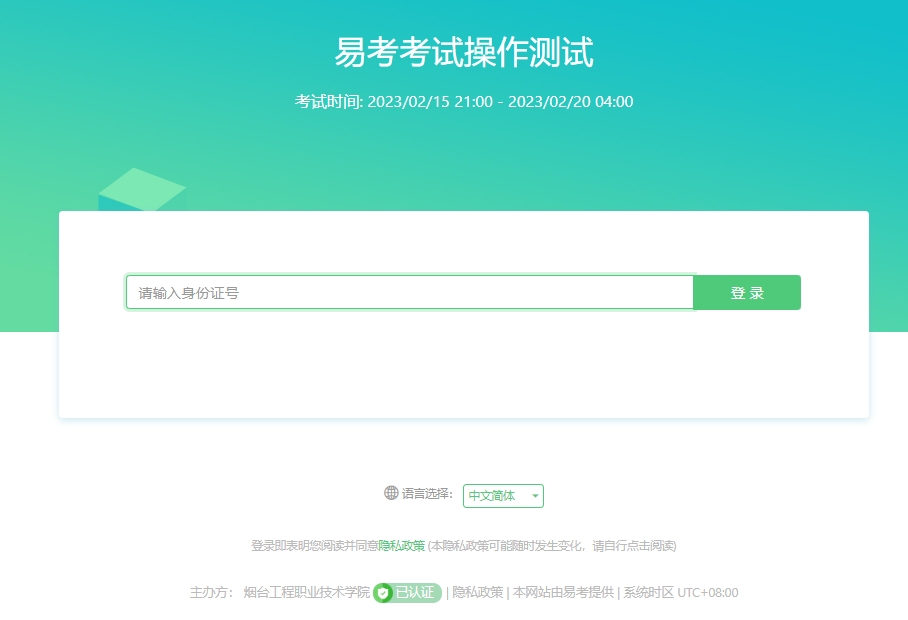 易考考试操作测试
考试时间: 2023/02/15 21:00 - 2023/02/20 04:00
请输入身份证号
登 录
语言选择： 中文简体
登录即表明您阅读并同意隐私政策 (本隐私政策可能随时发生变化，请自行点击阅读)
主办方： 烟台工程职业技术学院 已认证 | 隐私政策 | 本网站由易考提供 | 系统时区 UTC+08:00